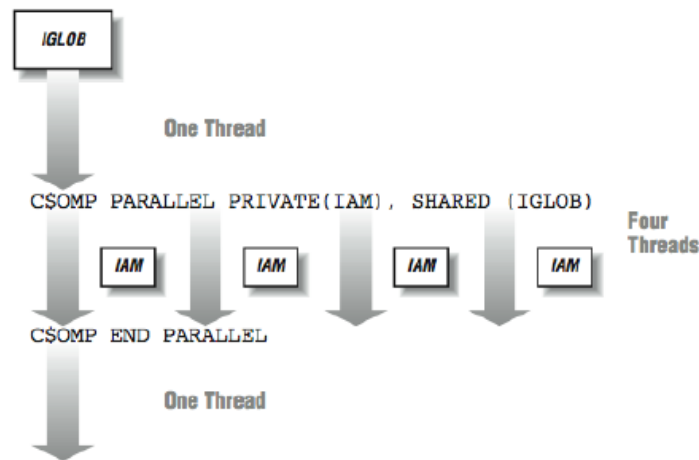 IGLOB
One Thread
C$OMP PARALLEL PRIVATE(IAM), SHARED (IGLOB)
Four
Threads
IAM IAM IAM IAM
C$OMP END PARALLEL
One Thread